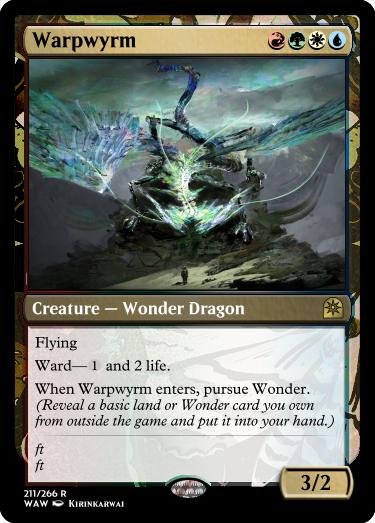 Warpwyrm
Creature — Wonder Dragon
Flying
Ward— 1 and 2 life.
When Warpwyrm enters, pursue Wonder.
(Reveal a basic land or Wonder card you own
from outside the game and put it into your hand.)
ft
ft
3/2
211/266 R
WAW Kirinkarwai